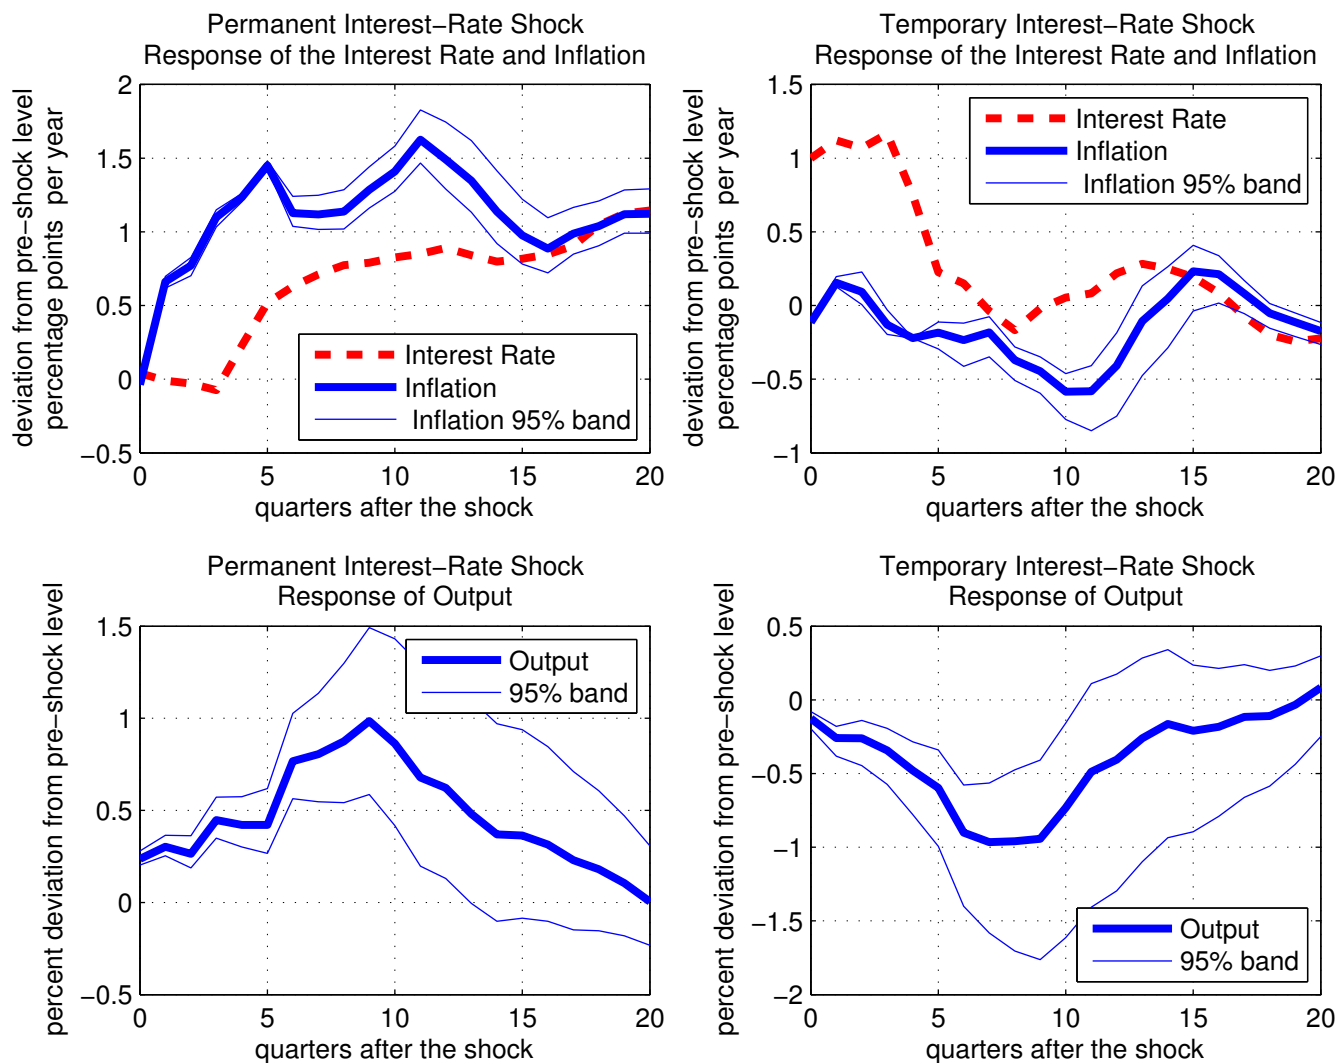 Permanent Interest−Rate Shock
Response of the Interest Rate and Inflation
deviation from pre−shock level
percentage points per year
2
1.5
1
0.5
0
−0.5
0
5
10
15
20
Interest Rate
Inflation
Inflation 95% band
quarters after the shock
Temporary Interest−Rate Shock
Response of the Interest Rate and Inflation
deviation from pre−shock level
percentage points per year
1.5
1
0.5
0
−0.5
−1
0
5
10
15
20
Interest Rate
Inflation
Inflation 95% band
quarters after the shock
Permanent Interest−Rate Shock
Response of Output
percent deviation from pre−shock level
1.5
1
0.5
0
−0.5
0
5
10
15
20
Output
95% band
quarters after the shock
Temporary Interest−Rate Shock
Response of Output
percent deviation from pre−shock level
0.5
0
−0.5
−1
−1.5
−2
0
5
10
15
20
Output
95% band
quarters after the shock